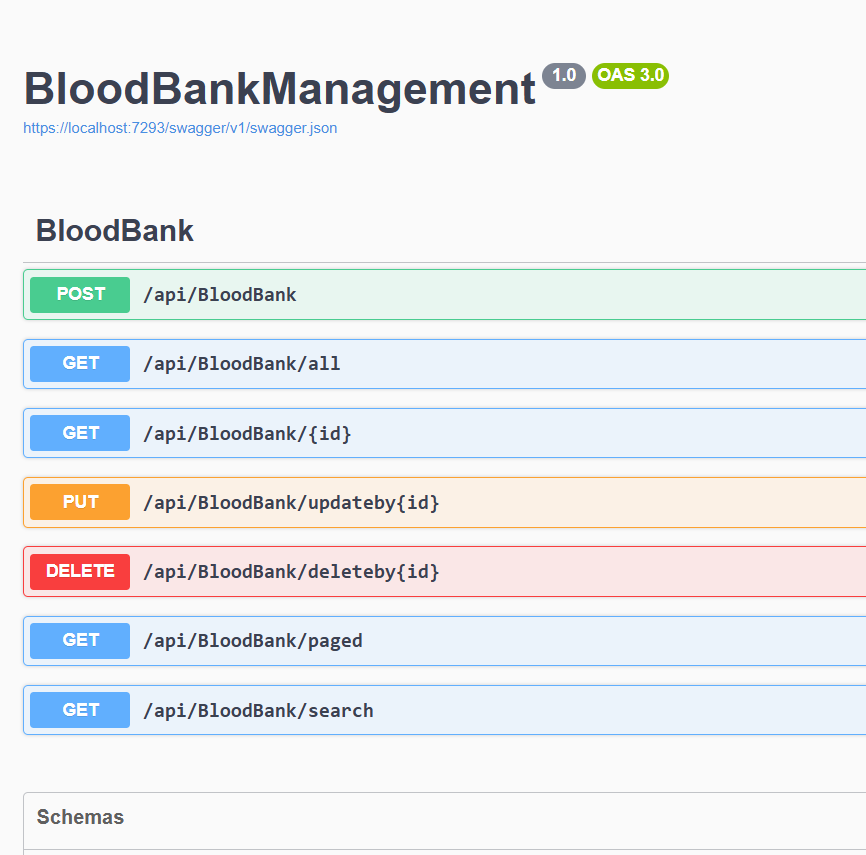 BloodBankManagement 1.0 OAS 3.0
https://localhost:7293/swagger/v1/swagger.json
BloodBank
POST /api/BloodBank
GET /api/BloodBank/all
GET /api/BloodBank/{id}
PUT /api/BloodBank/updateby{id}
DELETE /api/BloodBank/deleteby{id}
GET /api/BloodBank/paged
GET /api/BloodBank/search
Schemas